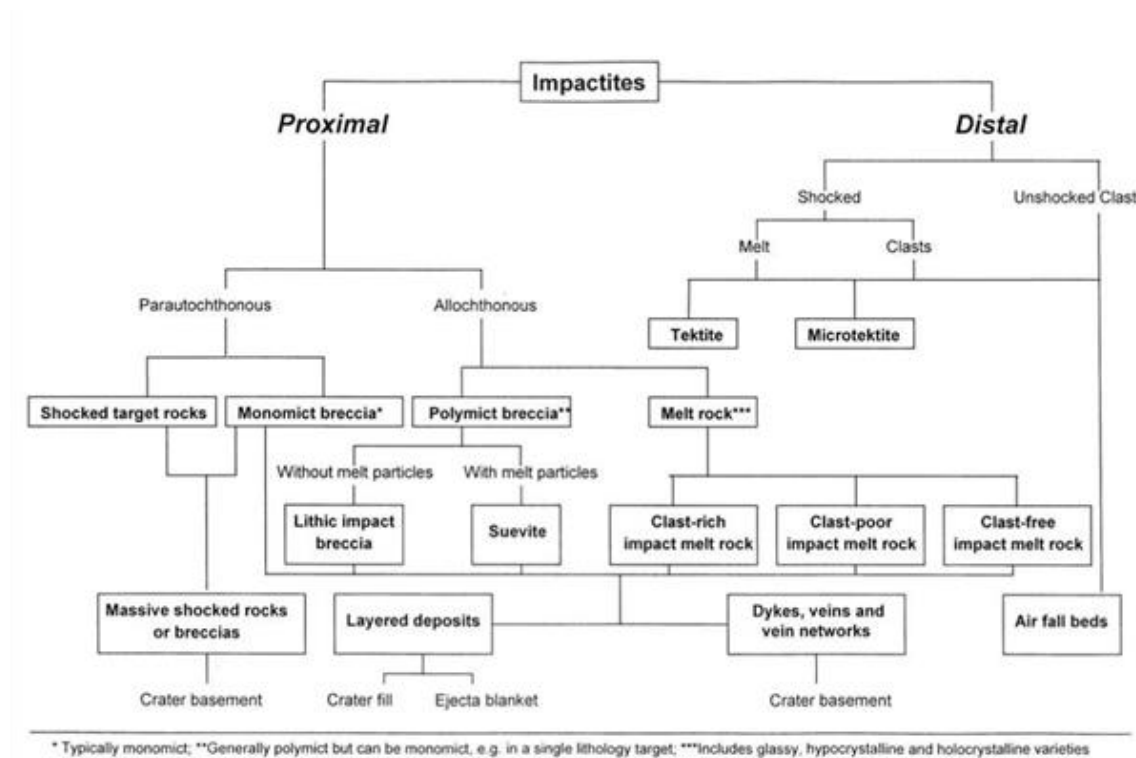 Impactites
Proximal
Distal
Shocked
Unshocked Clast
Melt
Clasts
Parautochthonous
Allochthonous
Tektite
Microtektite
Shocked target rocks
Monomict breccia*
Polymict breccia**
Melt rock***
Without melt particles
With melt particles
Lithic impact
breccia
Suevite
Clast-rich
impact melt rock
Clast-poor
impact melt rock
Clast-free
impact melt rock
Massive shocked rocks
or breccias
Layered deposits
Dykes, veins and
vein networks
Air fall beds
Crater basement
Crater fill
Ejecta blanket
Crater basement
* Typically monomict; **Generally polymict but can be monomict, e.g. in a single lithology target; ***Includes glassy, hypocrystalline and holocrystalline varieties